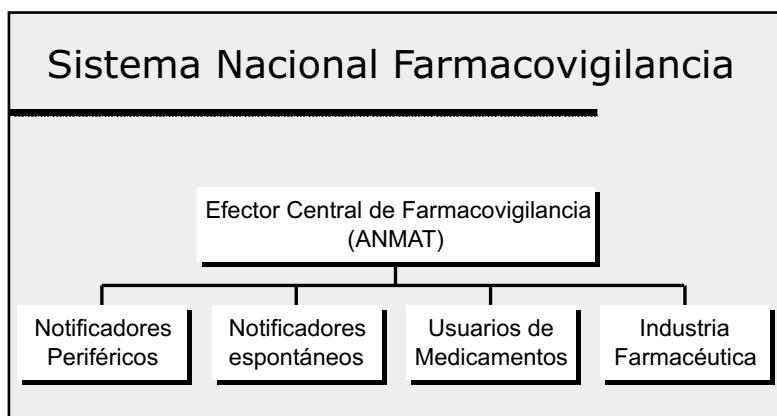 Sistema Nacional Farmacovigilancia
Efector Central de Farmacovigilancia
(ANMAT)
Notificadores
Periféricos
Notificadores
espontáneos
Usuarios de
Medicamentos
Industria
Farmacéutica